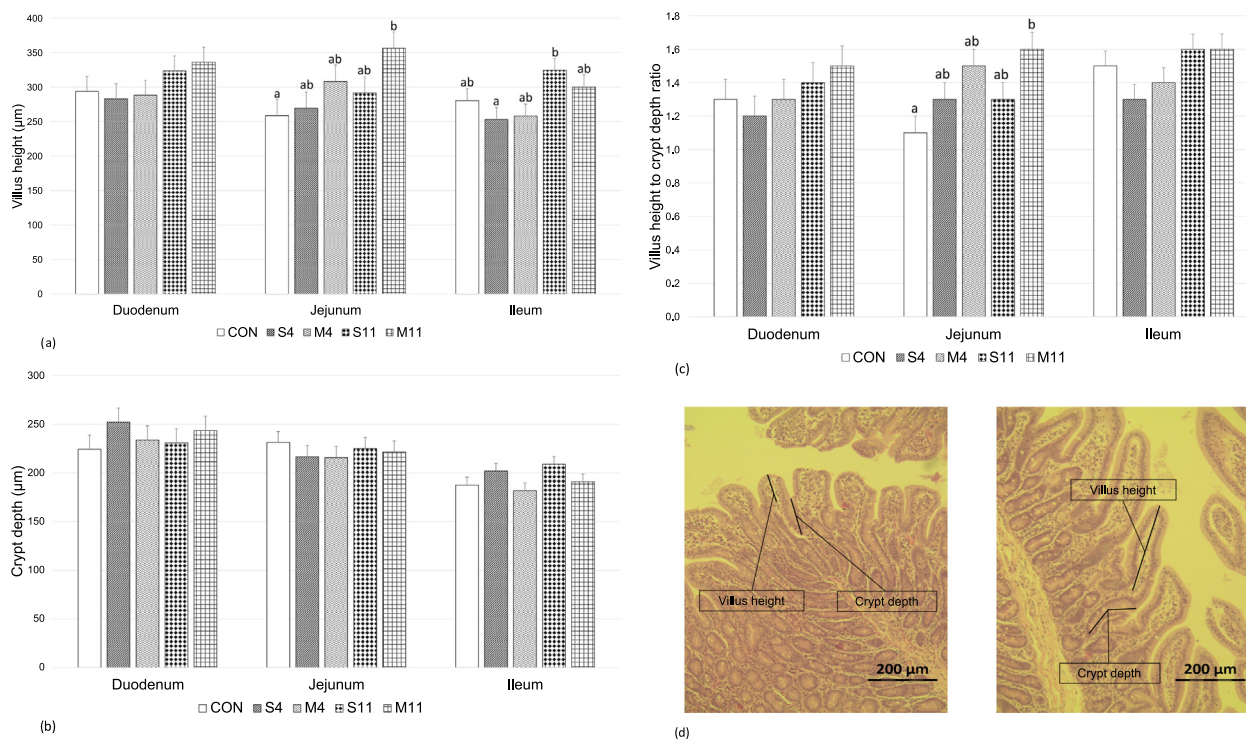 400
350
300
250
200
150
100
50
0
Villus height (µm)
a
ab
ab
ab
b
ab
a
ab
b
ab
Duodenum Jejunum Ileum
CON S4 M4 S11 M11
(a)
300
250
200
150
100
50
0
Crypt depth (µm)
Duodenum Jejunum Ileum
CON S4 M4 S11 M11
(b)
1.8
1.6
1.4
1.2
1.0
0.8
0.6
0.4
0.2
0.0
Villus height to crypt depth ratio
a
ab
ab
ab
b
Duodenum Jejunum Ileum
CON S4 M4 S11 M11
(c)
Villus height
Crypt depth
200 µm
Villus height
Crypt depth
200 µm
(d)